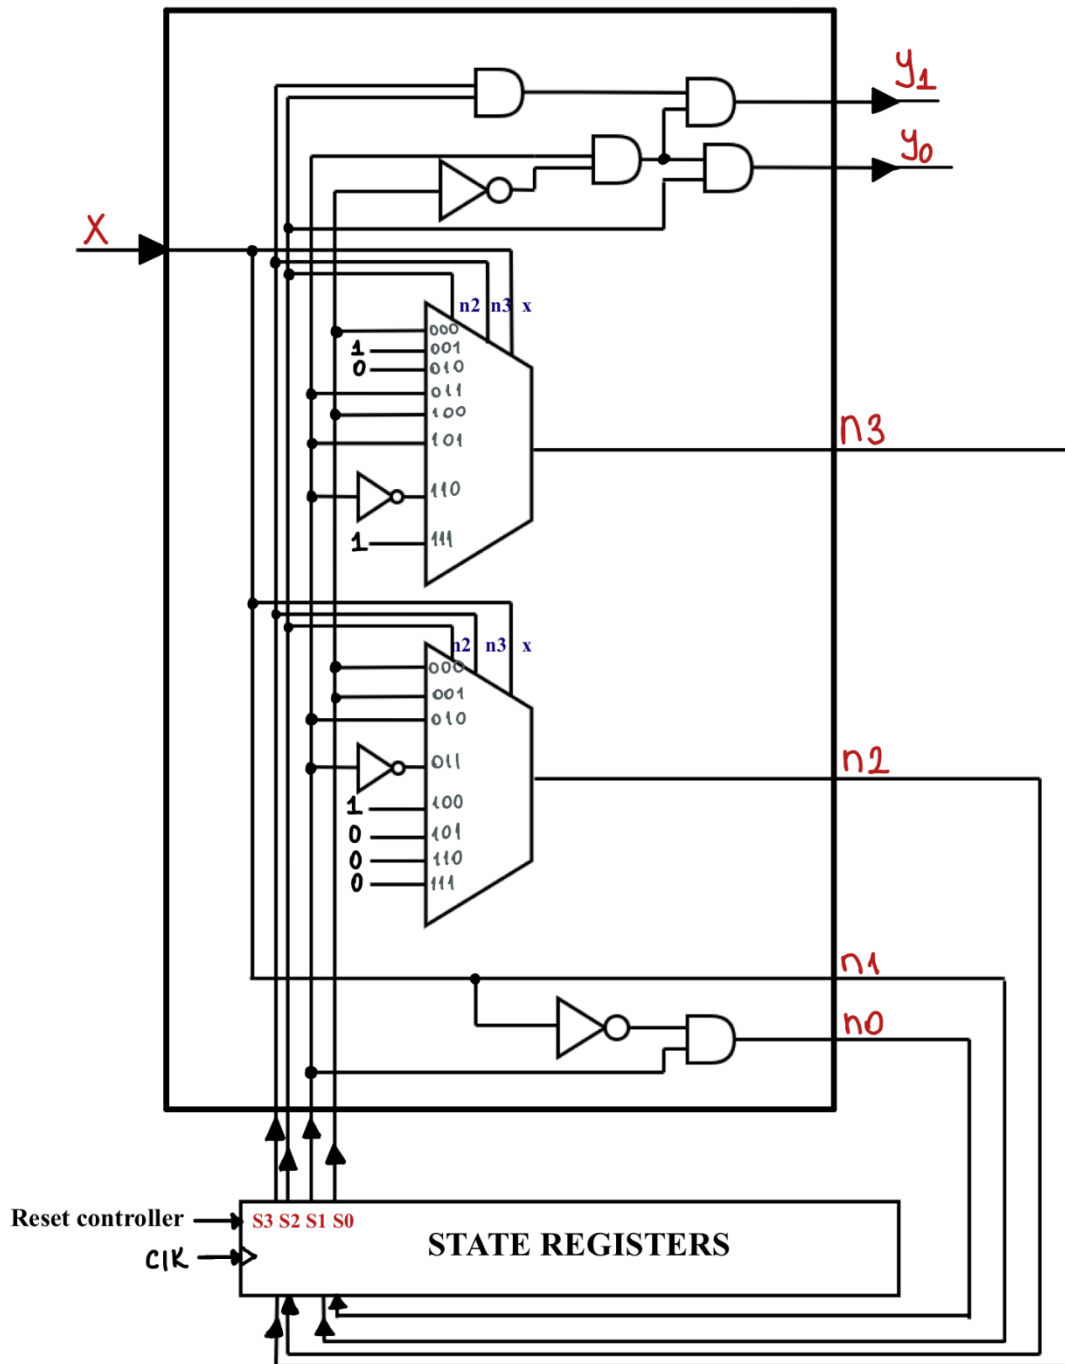 y1
y0
X
n2 n3 x
000
1 001
0 010
011
100
101
n3
110
1 111
n2 n3 x
000
001
010
011
n2
1 100
0 101
0 110
0 111
n1
n0
Reset controller
S3 S2 S1 S0
STATE REGISTERS
ClK